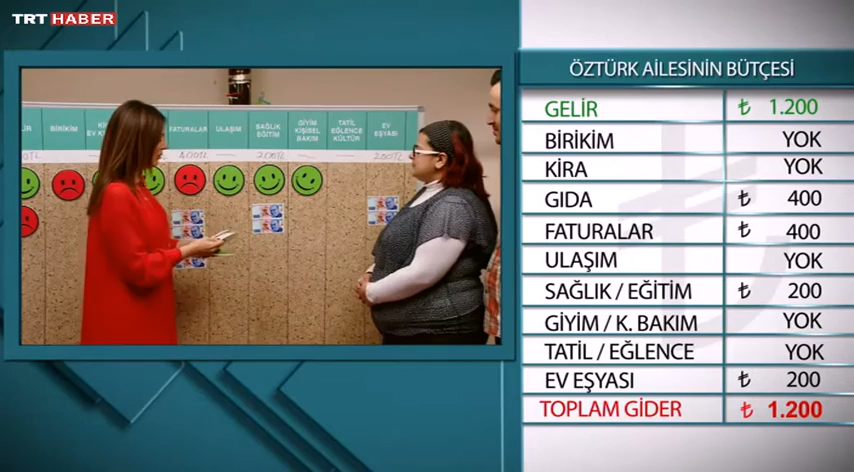 TRT HABER
ÖZTÜRK AİLESİNİN BÜTÇESİ
GELİR ₺ 1.200
BİRİKİM YOK
KİRA YOK
GIDA ₺ 400
FATURALAR ₺ 400
ULAŞIM YOK
SAĞLIK / EĞİTİM ₺ 200
GİYİM / K. BAKIM YOK
TATİL / EĞLENCE YOK
EV EŞYASI ₺ 200
TOPLAM GİDER ₺ 1.200
BİRİKİM FATURALAR ULAŞIM SAĞLIK GİYİM TATİL EV
EĞİTİM KİŞİSEL EĞLENCE EŞYASI
BAKIM KÜLTÜR
400TL 200TL 200TL